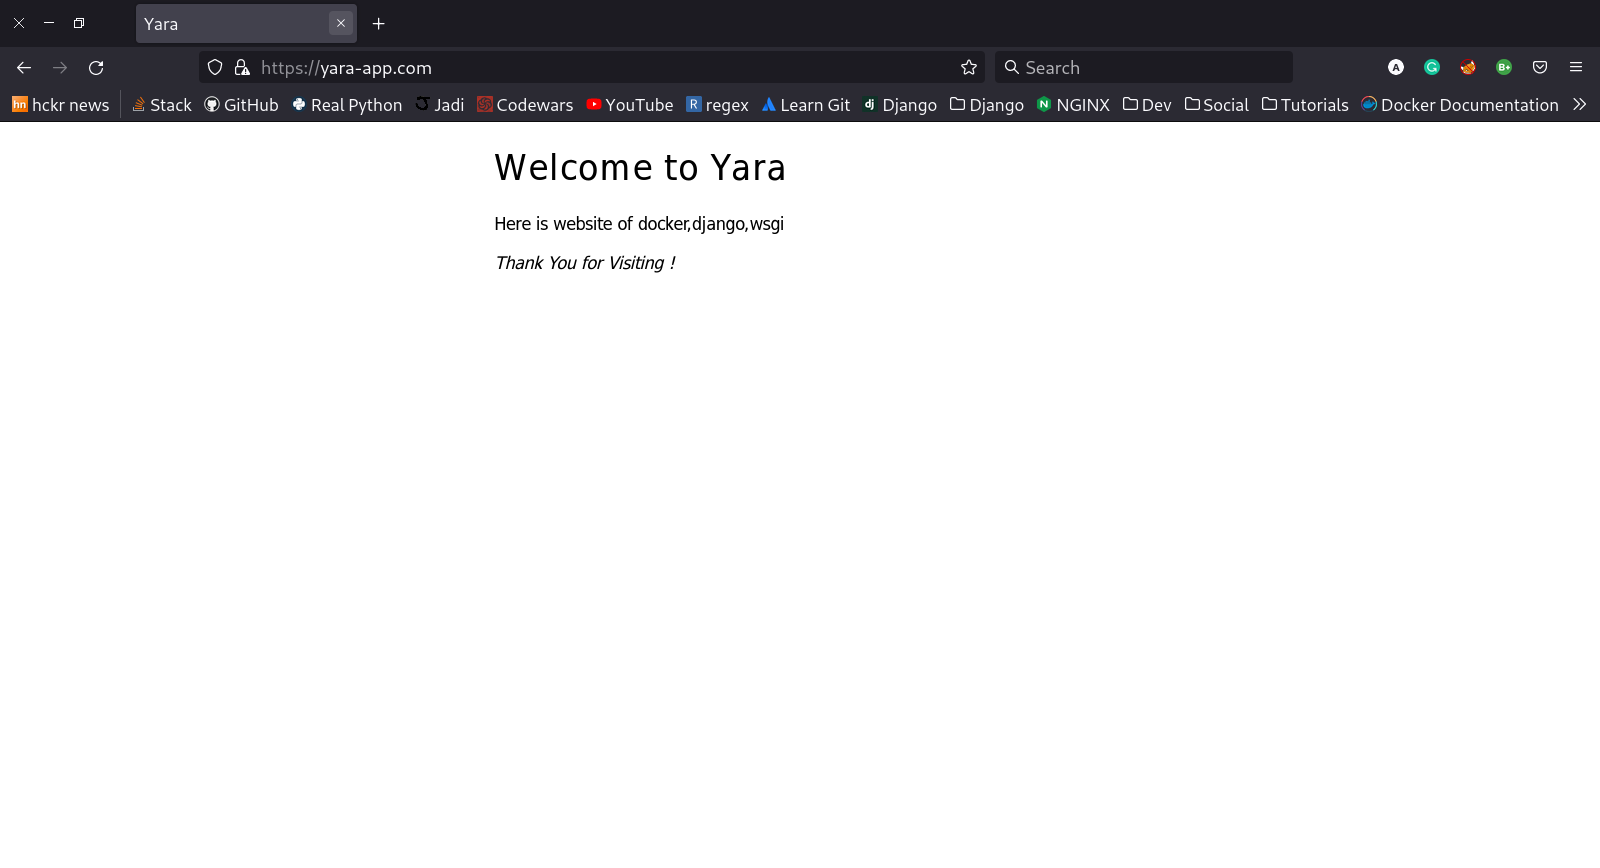 Yara
https://yara-app.com
Search
A
G
B+
hn hckr news Stack GitHub Real Python Jadi Codewars YouTube R regex Learn Git dj Django Django N NGINX Dev Social Tutorials Docker Documentation
Welcome to Yara
Here is website of docker,django,wsgi
Thank You for Visiting !